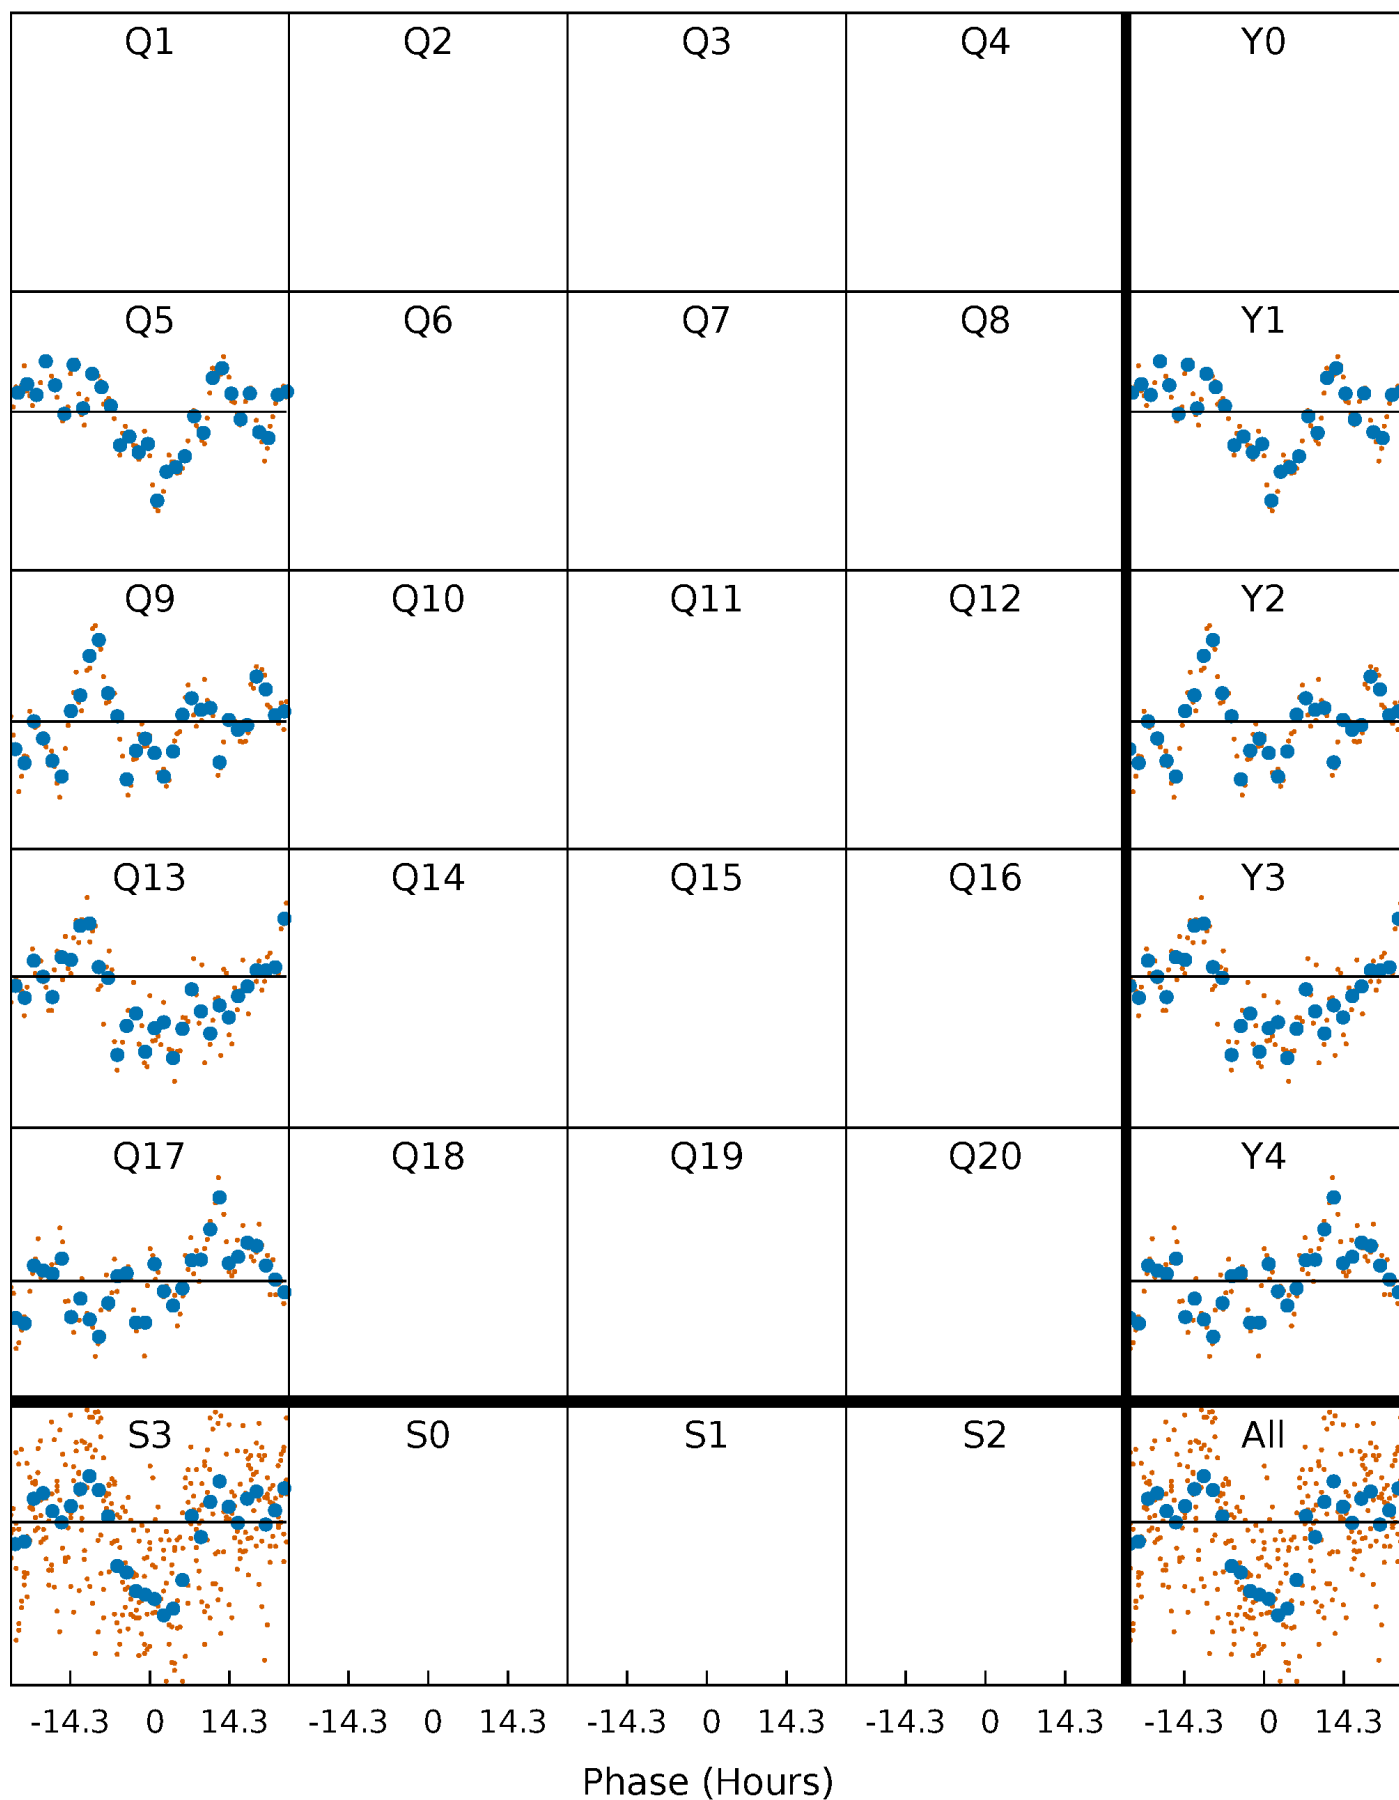 Q1 Q2 Q3 Q4 Y0
Q5 Q6 Q7 Q8 Y1
Q9 Q10 Q11 Q12 Y2
Q13 Q14 Q15 Q16 Y3
Q17 Q18 Q19 Q20 Y4
S3 S0 S1 S2 All
-14.3 0 14.3 -14.3 0 14.3 -14.3 0 14.3 -14.3 0 14.3 -14.3 0 14.3
Phase (Hours)